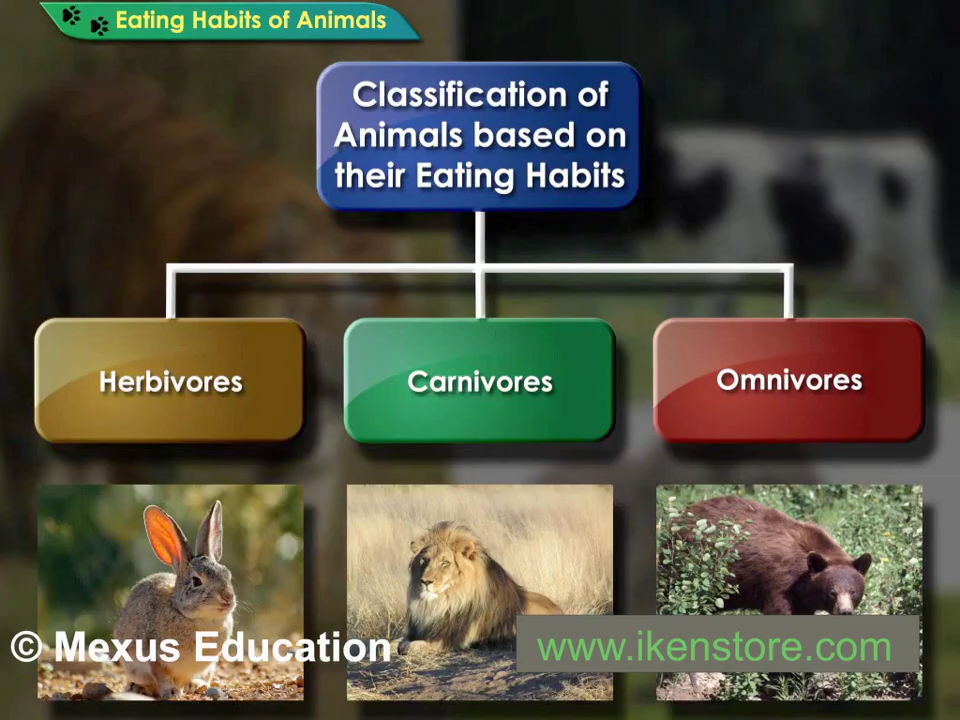 Eating Habits of Animals
Classification of
Animals based on
their Eating Habits
Herbivores
Carnivores
Omnivores
© Mexus Education
www.ikenstore.com